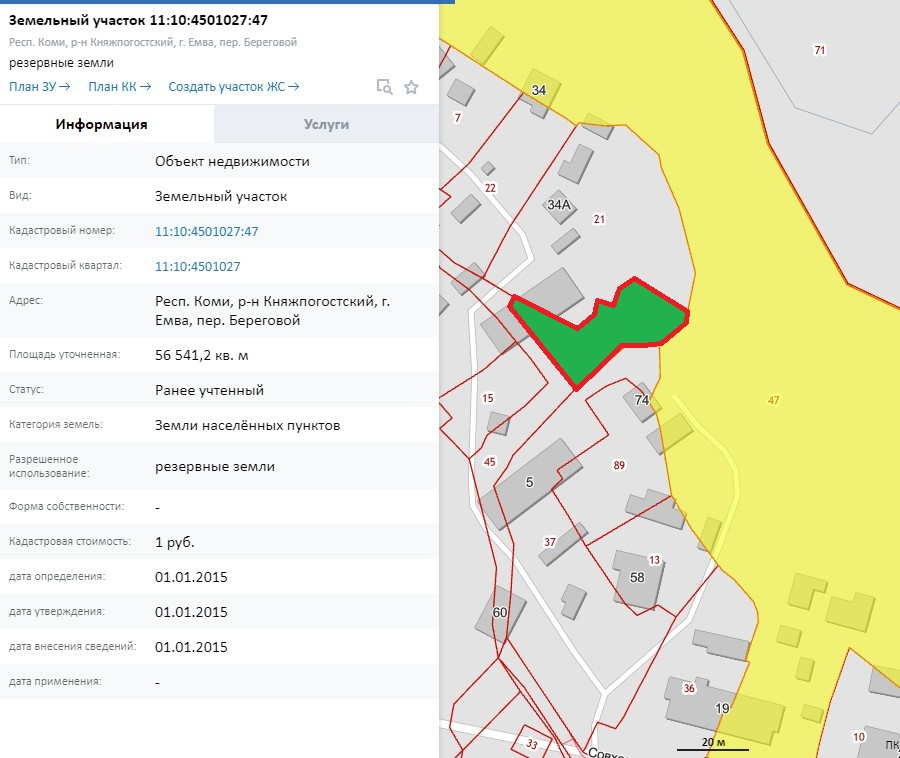 Земельный участок 11:10:4501027:47
Респ. Коми, р-н Княжпогостский, г. Емва, пер. Береговой
резервные земли
План ЗУ → План КК → Создать участок ЖС →
Информация Услуги
Тип: Объект недвижимости
Вид: Земельный участок
Кадастровый номер: 11:10:4501027:47
Кадастровый квартал: 11:10:4501027
Адрес: Респ. Коми, р-н Княжпогостский, г.
Емва, пер. Береговой
Площадь уточненная: 56 541,2 кв. м
Статус: Ранее учтенный
Категория земель: Земли населённых пунктов
Разрешенное
использование: резервные земли
Форма собственности: -
Кадастровая стоимость: 1 руб.
дата определения: 01.01.2015
дата утверждения: 01.01.2015
дата внесения сведений: 01.01.2015
дата применения: -
71
34
7
22
34А
21
15
74
47
45
89
5
37
13
58
60
36
19
10
33
20 м
ПК
Совхо